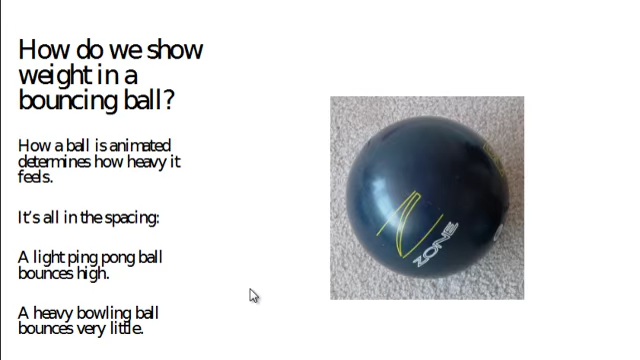 How do we show
weight in a
bouncing ball?
How a ball is animated
determines how heavy it
feels.
It's all in the spacing:
A light ping pong ball
bounces high.
A heavy bowling ball
bounces very little.
ZONE